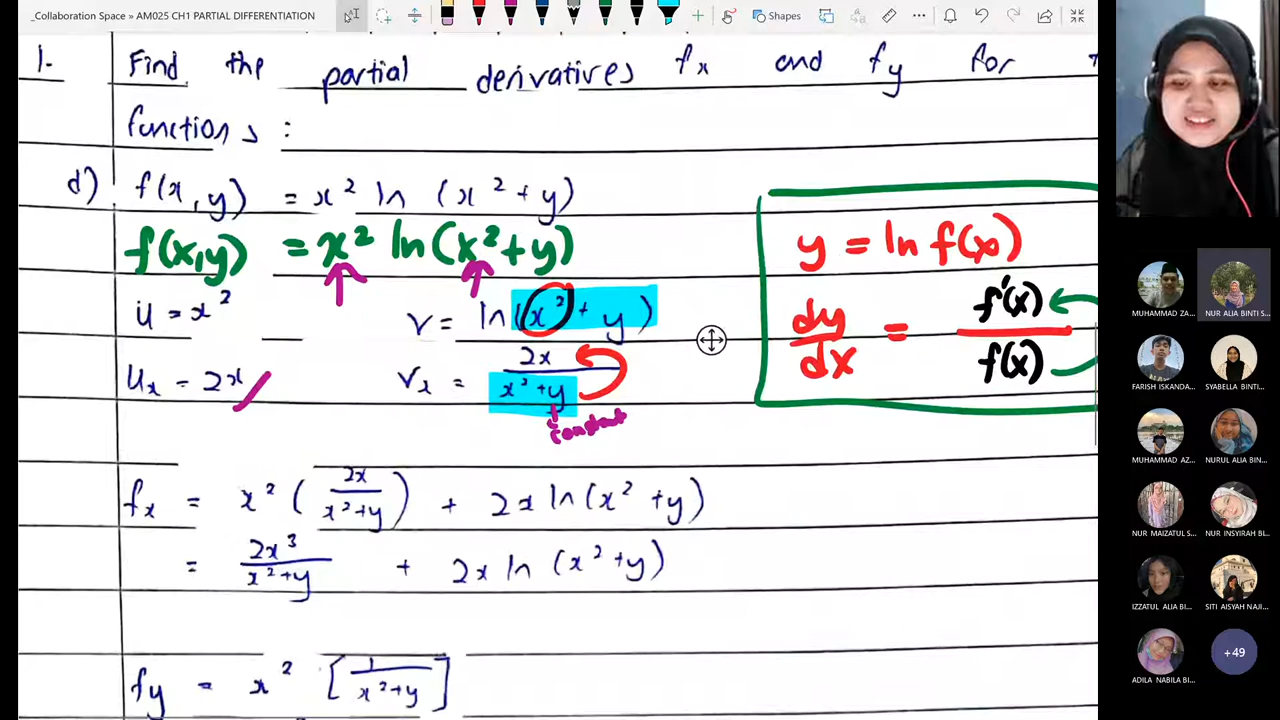 _Collaboration Space » AM025 CH1 PARTIAL DIFFERENTIATION
Shapes
1. Find the partial derivatives fx and fy for
functions :
d) f(x,y) = x² ln (x² + y)
f(x,y) = x² ln(x²+y)
u = x² v = ln(x² + y)
ux = 2x vx = 2x / x²+y
constant
y = ln f(x)
dy/dx = f'(x) / f(x)
fx = x² ( 2x / x²+y ) + 2x ln(x² + y)
= 2x³ / x²+y + 2x ln (x²+y)
fy = x² [ 1 / x²+y ]
MUHAMMAD ZA...
NUR ALIA BINTI S...
FARISH ISKANDA...
SYABELLA BINTI...
MUHAMMAD AZ...
NURUL ALIA BIN...
NUR MAIZATUL S...
NUR INSYIRAH BI...
IZZATUL ALIA BI...
SITI AISYAH NAJI...
ADILA NABILA BI...
+49